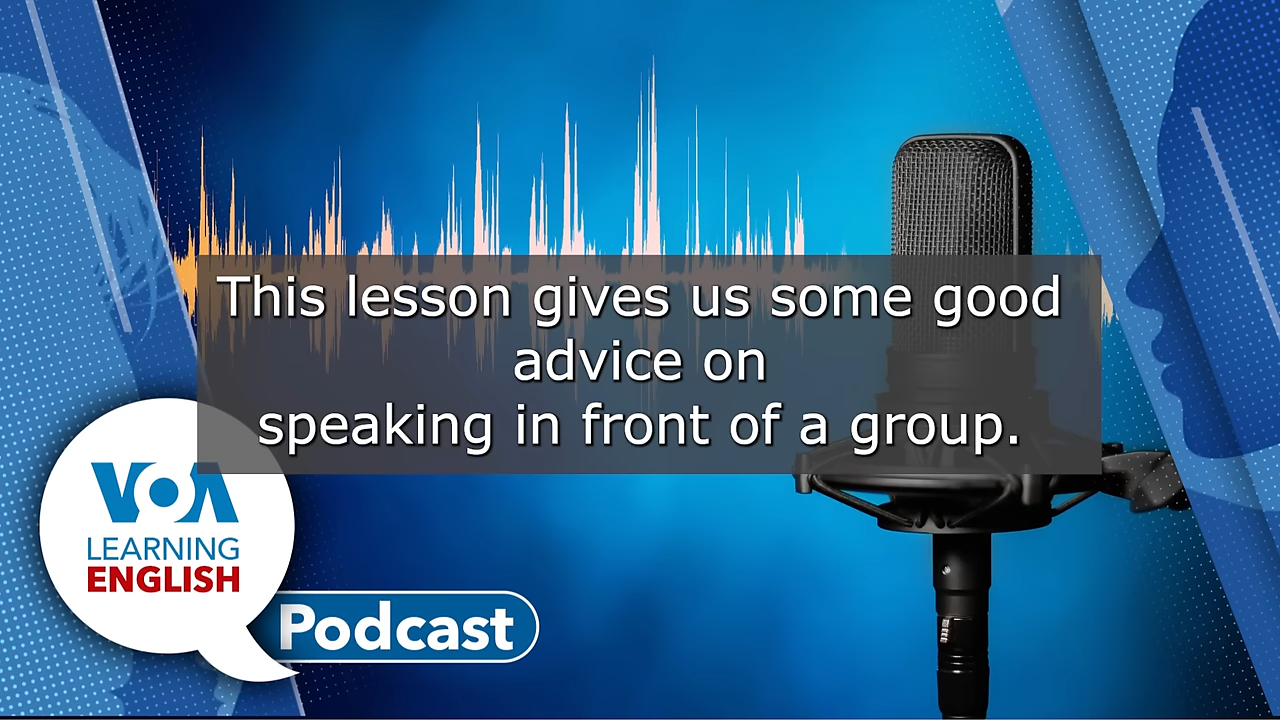 This lesson gives us some good
advice on
speaking in front of a group.
VOA
LEARNING
ENGLISH
Podcast